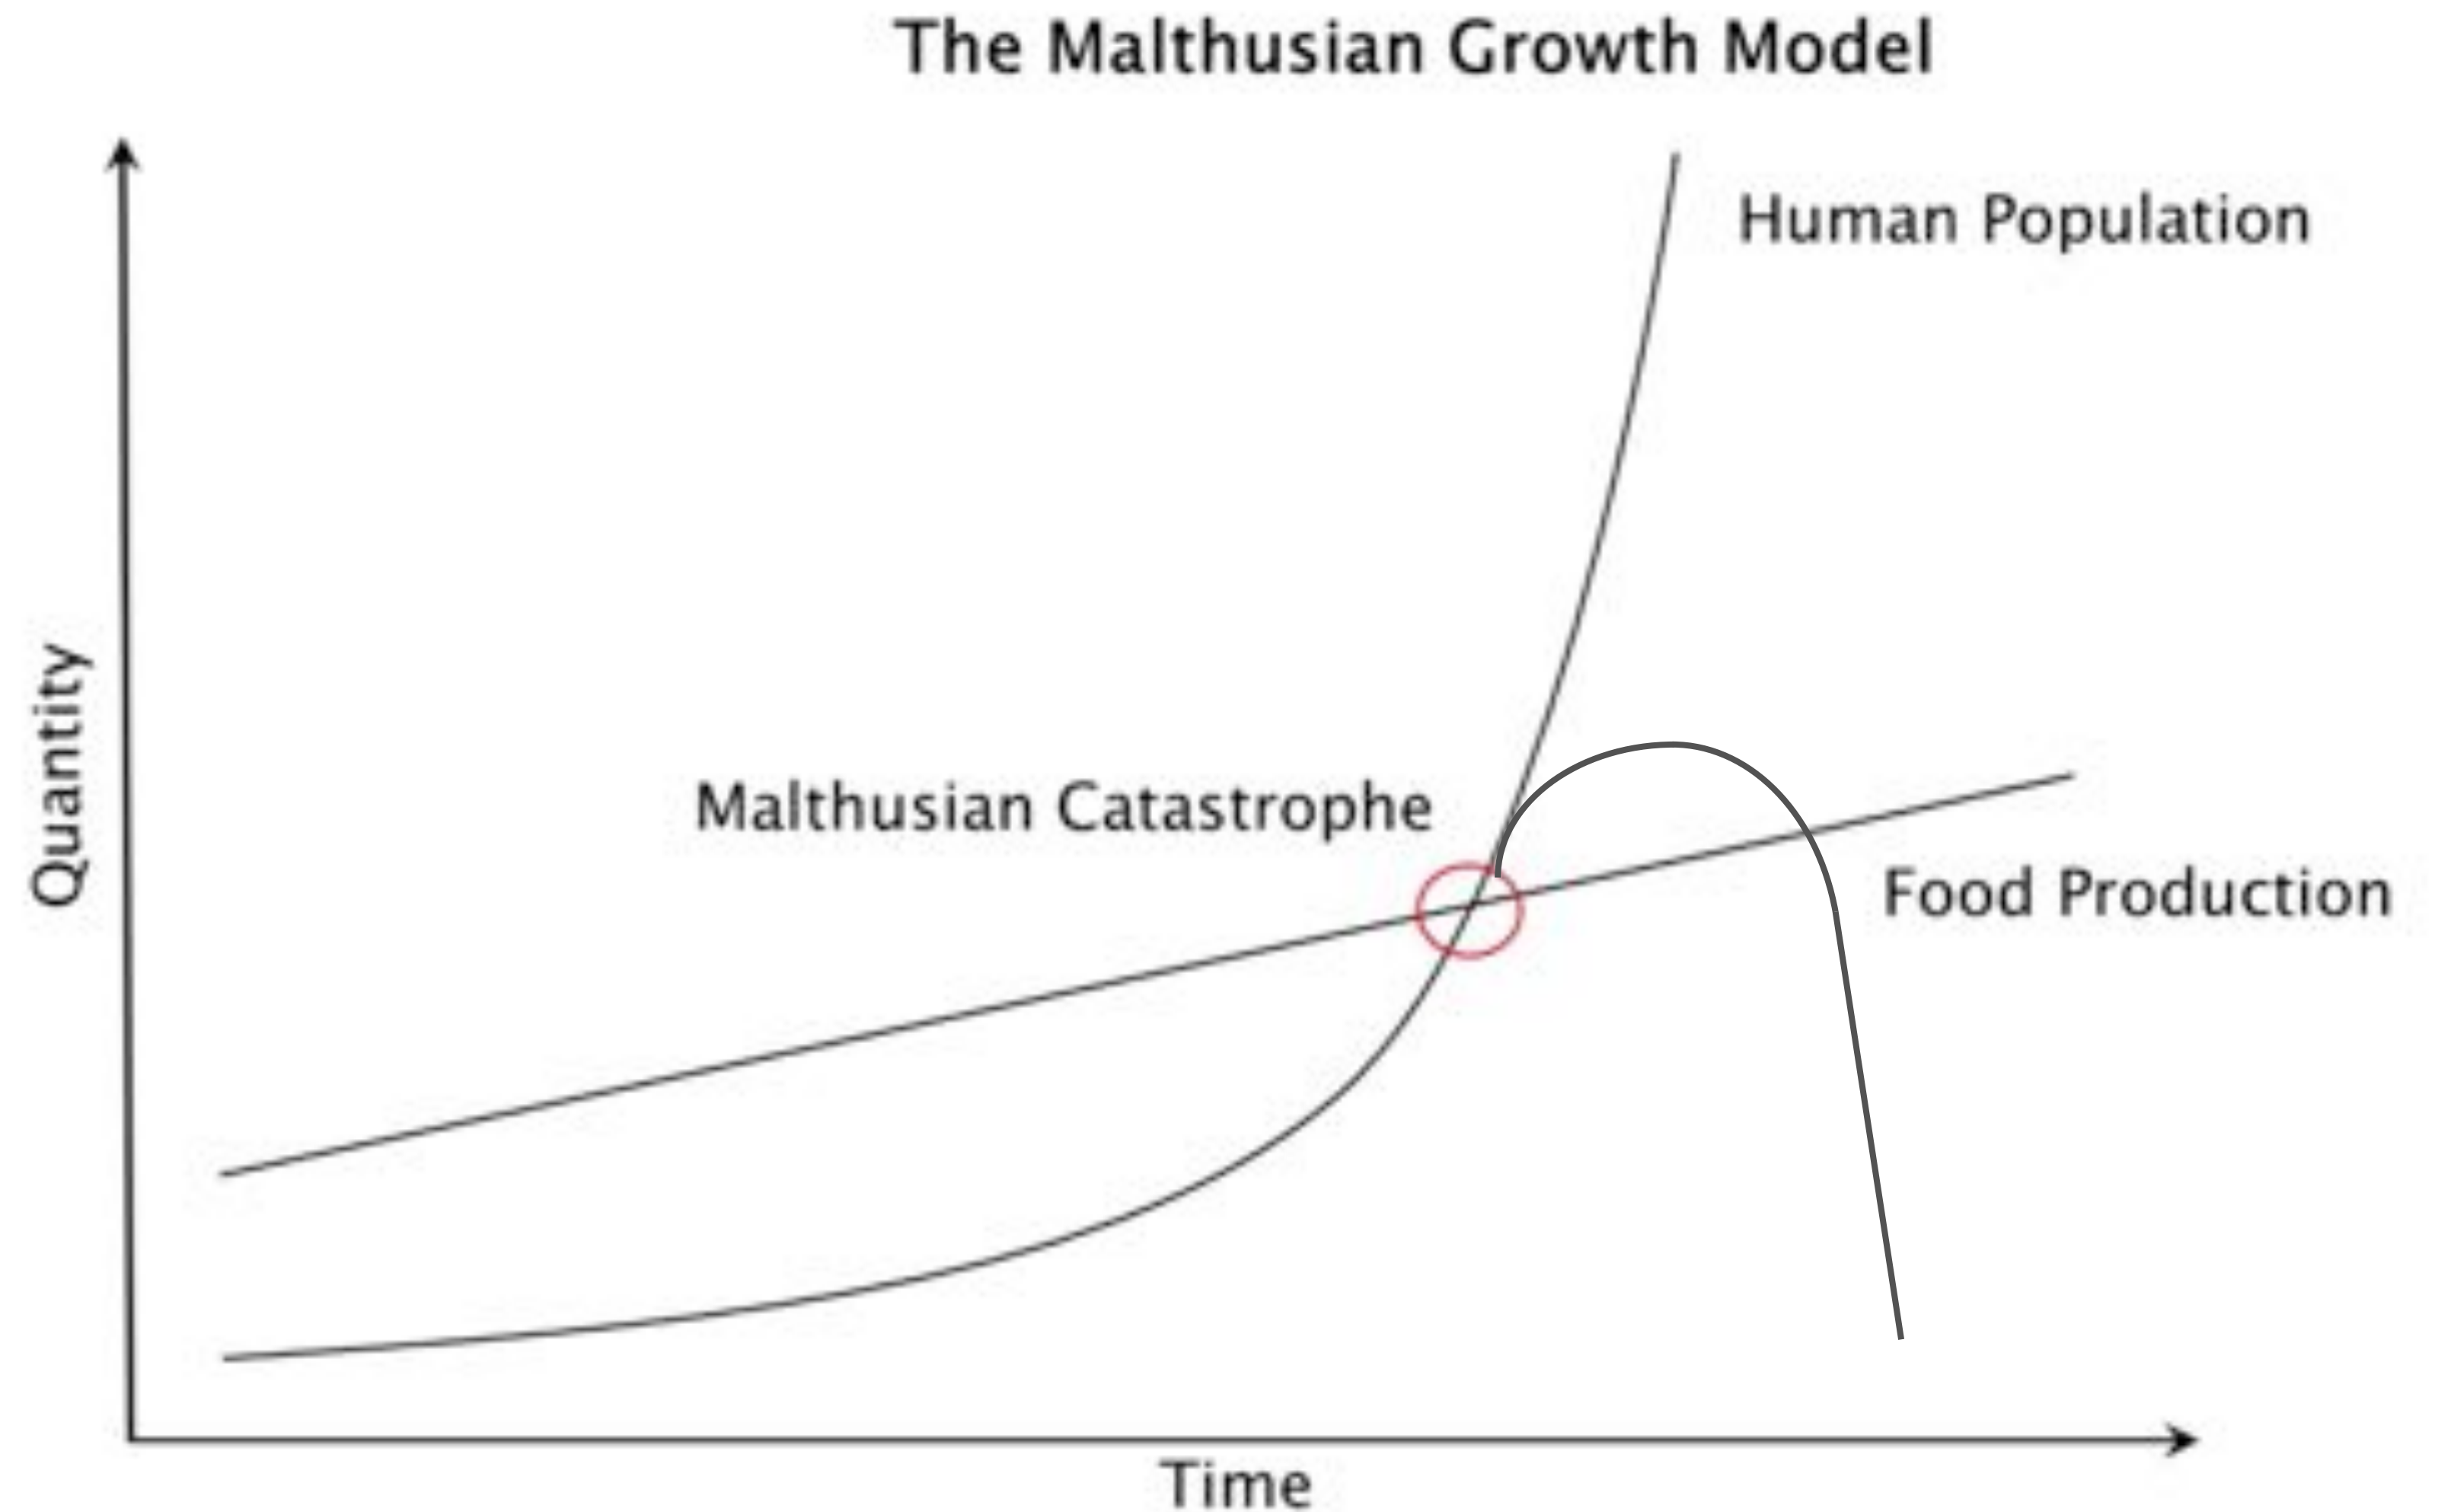 The Malthusian Growth Model
Human Population
Quantity
Malthusian Catastrophe
Food Production
Time